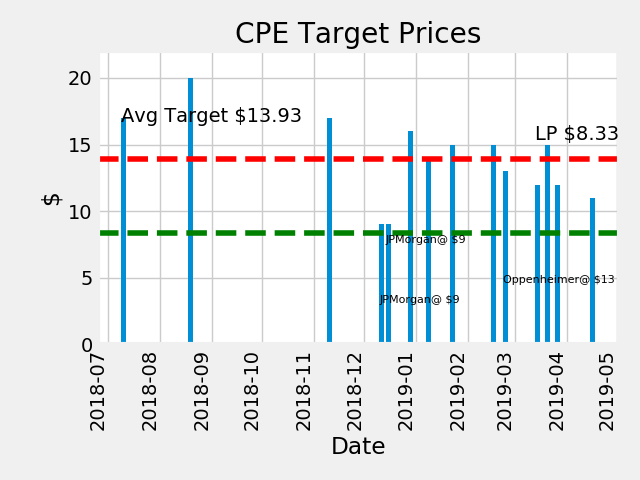 CPE Target Prices
20
Avg Target $13.93
LP $8.33
15
10
JPMorgan@ $9
Oppenheimer@ $13
5
JPMorgan@ $9
0
$
2018-07
2018-08
2018-09
2018-10
2018-11
2018-12
2019-01
2019-02
2019-03
2019-04
2019-05
Date